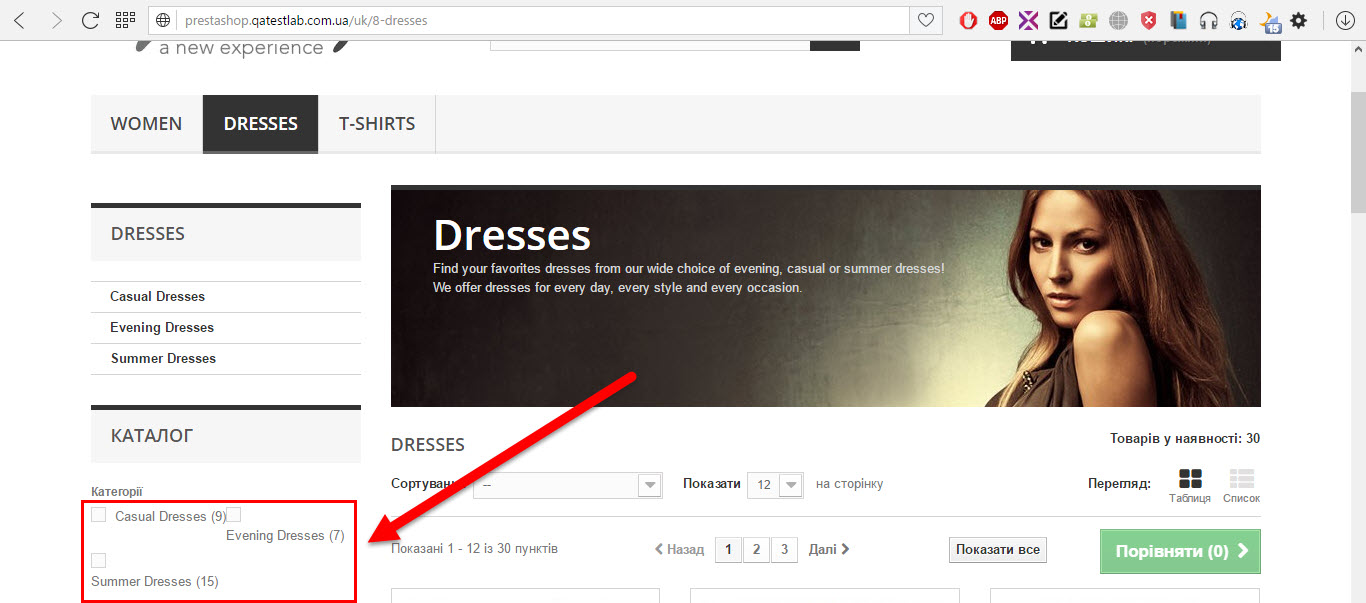 prestashop.qatestlab.com.ua/uk/8-dresses
15
a new experience
WOMEN
DRESSES
T-SHIRTS
DRESSES
Casual Dresses
Evening Dresses
Summer Dresses
КАТАЛОГ
Категорії
Casual Dresses (9)
Evening Dresses (7)
Summer Dresses (15)
Dresses
Find your favorites dresses from our wide choice of evening, casual or summer dresses!
We offer dresses for every day, every style and every occasion.
DRESSES
Товарів у наявності: 30
--
Показати
12
на сторінку
Перегляд:
Таблиця
Список
Показані 1 - 12 із 30 пунктів
Назад
1
2
3
Далі
Показати все
Порівняти (0)
ABP